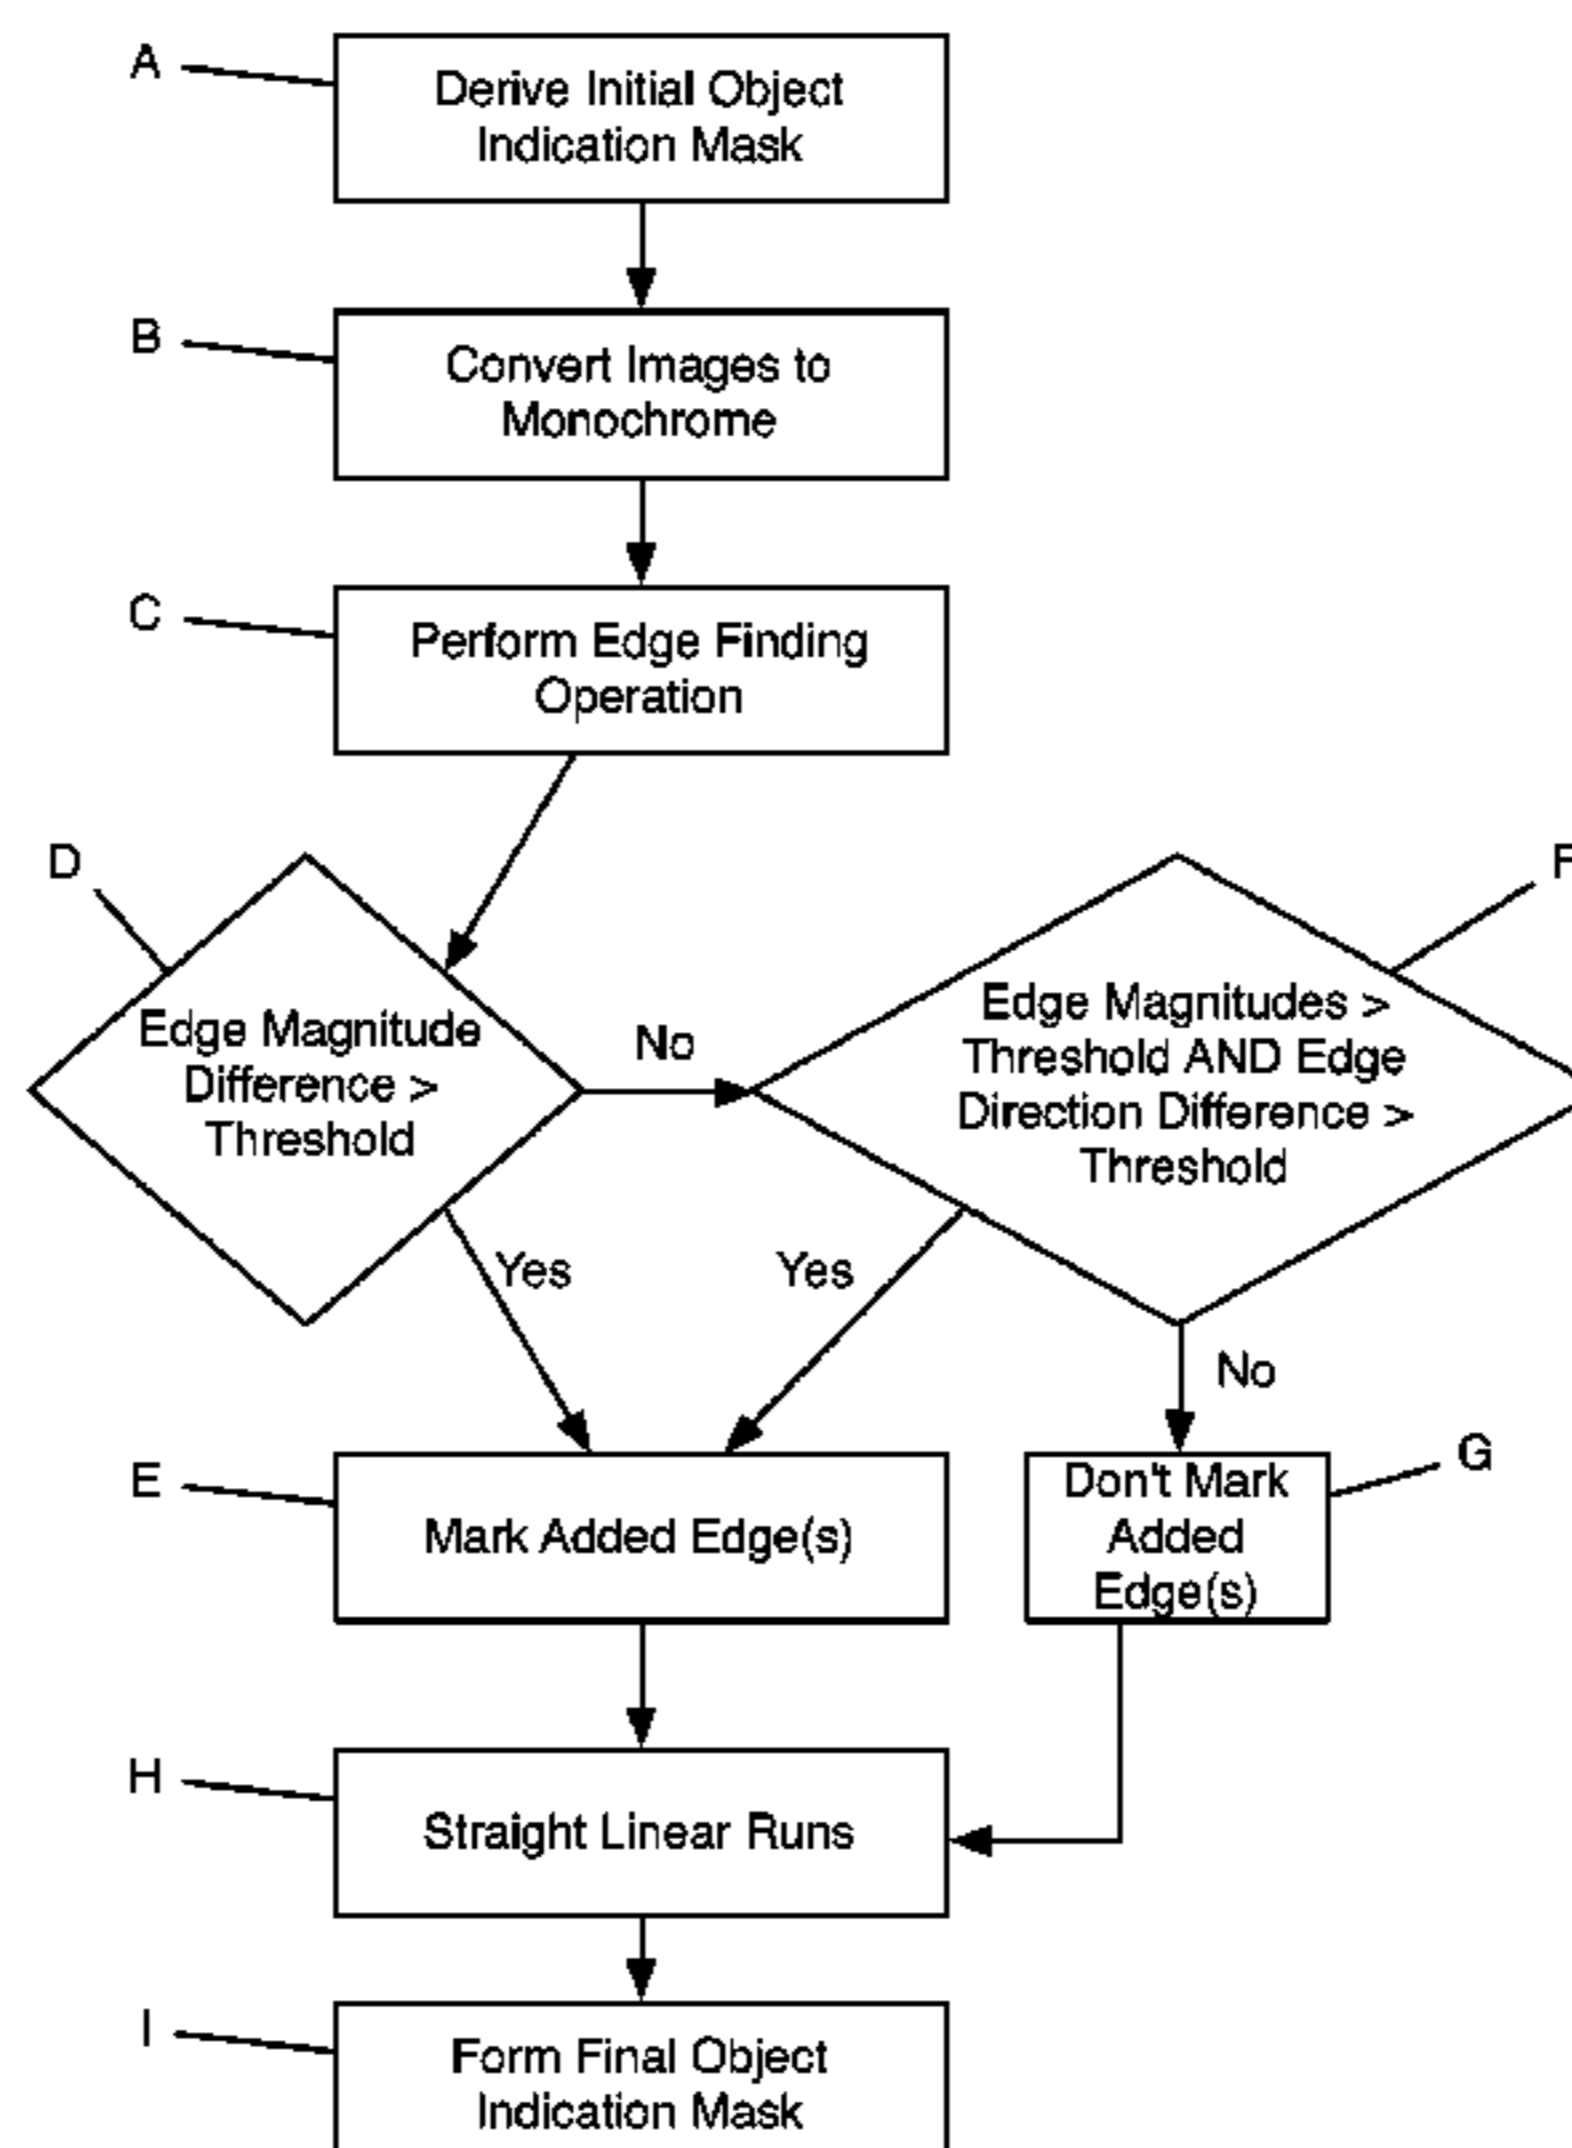 A
Derive Initial Object
Indication Mask
B
Convert Images to
Monochrome
C
Perform Edge Finding
Operation
D
Edge Magnitude
Difference >
Threshold
No
F
Edge Magnitudes >
Threshold AND Edge
Direction Difference >
Threshold
Yes
Yes
No
E
Mark Added Edge(s)
G
Don't Mark
Added
Edge(s)
H
Straight Linear Runs
I
Form Final Object
Indication Mask